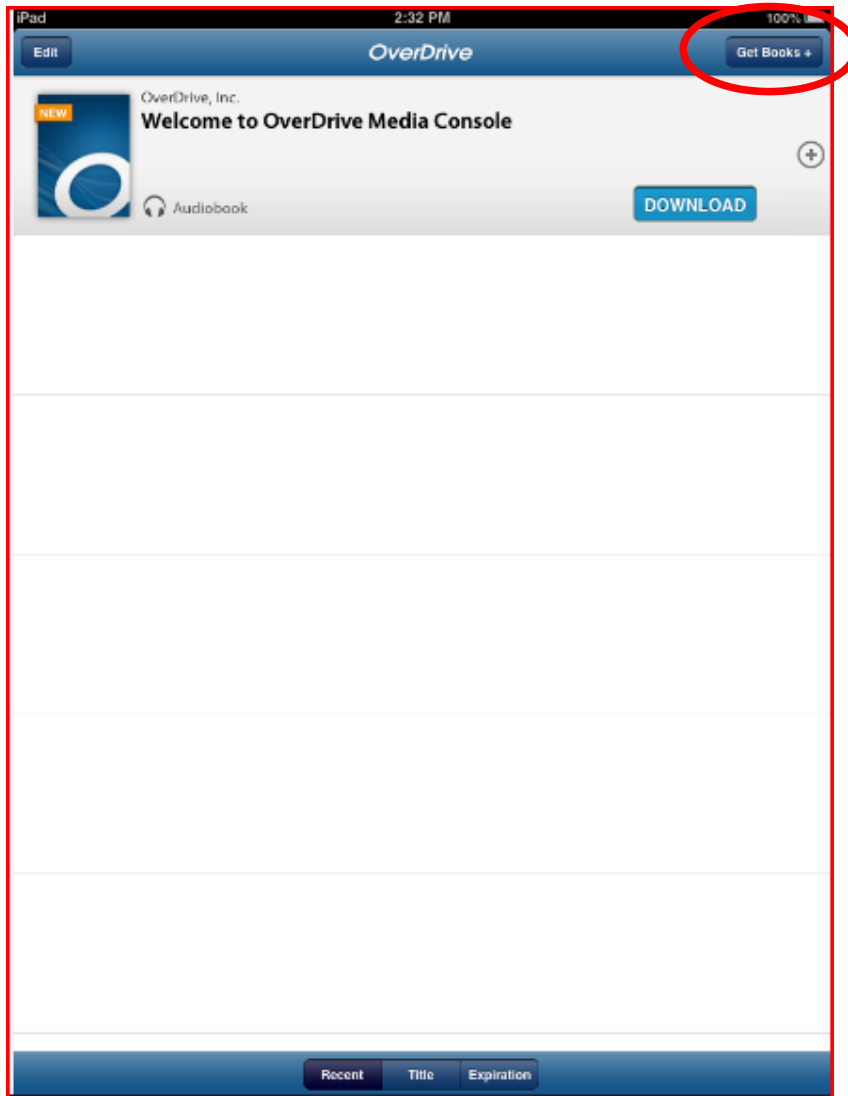 iPad 2:32 PM 100%
Edit OverDrive Get Books +
NEW
OverDrive, Inc.
Welcome to OverDrive Media Console
Audiobook
DOWNLOAD
Recent Title Expiration